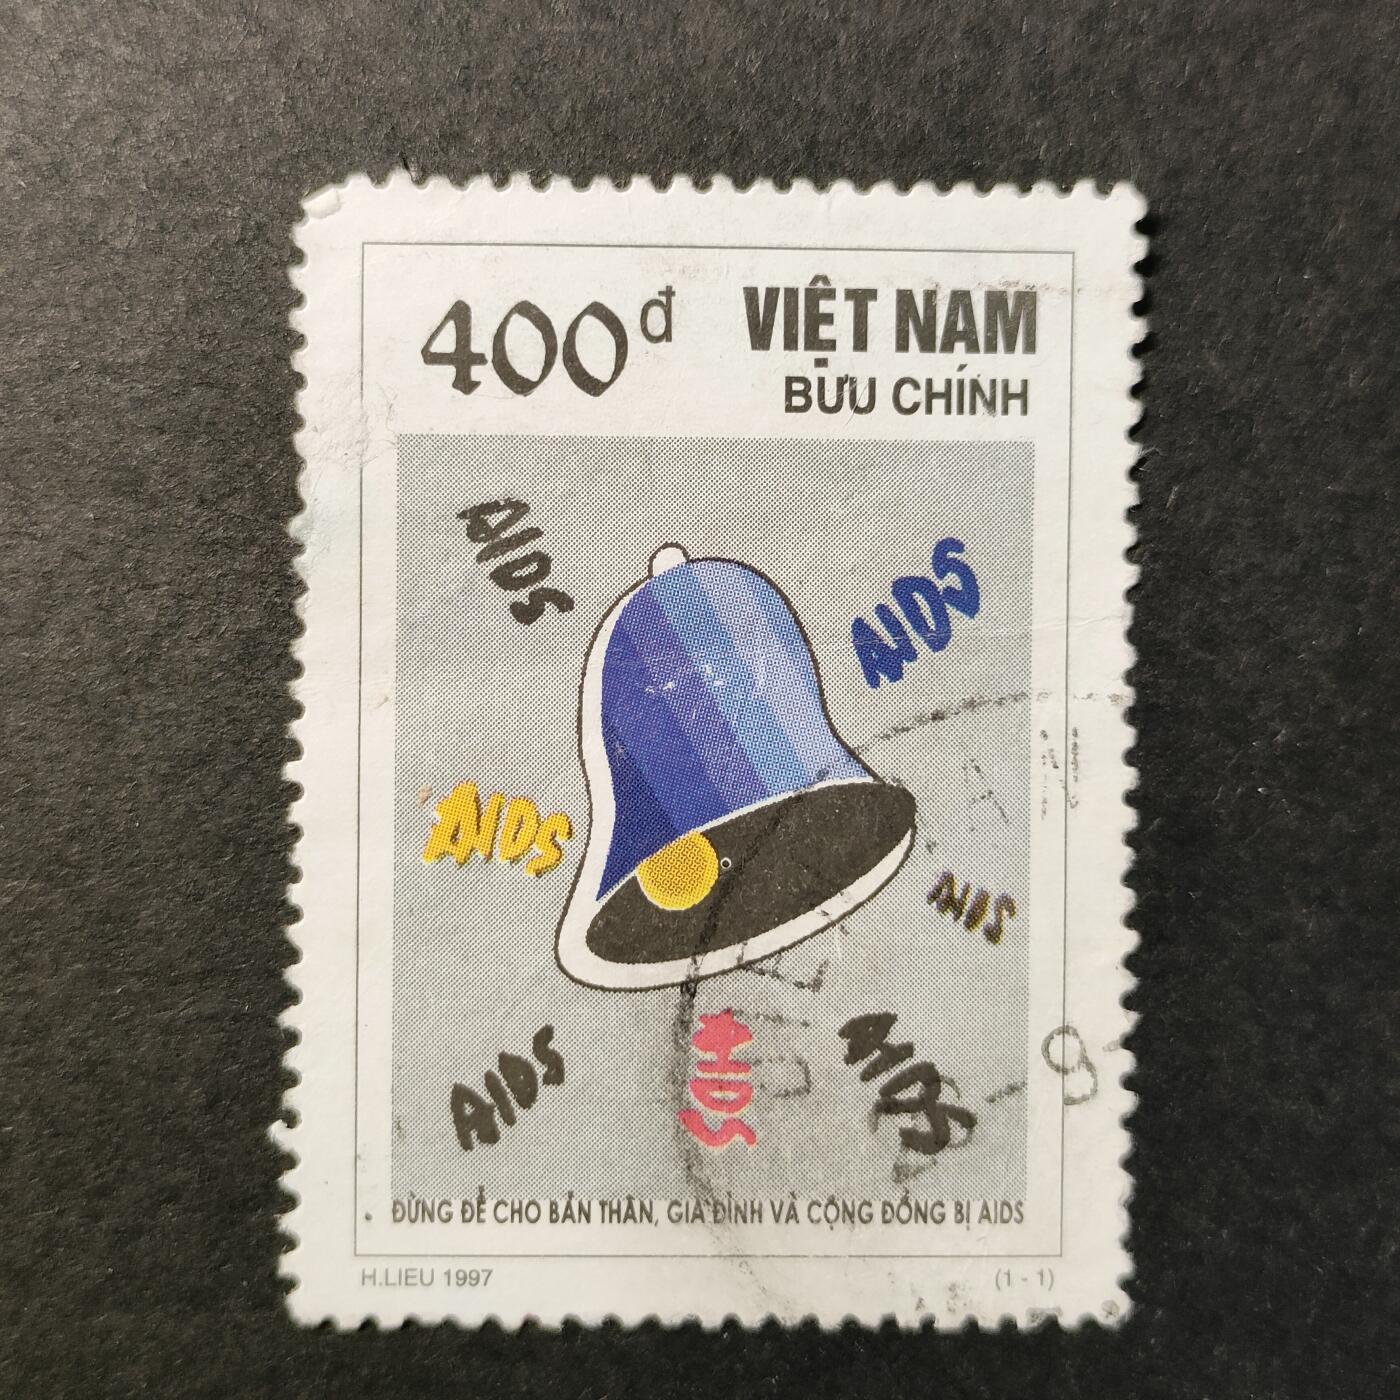 400đ VIỆT NAM
BƯU CHÍNH
AIDS
AIDS
AIDS
AIDS
AIDS
AIDS
AIDS
ĐỪNG ĐỂ CHO BẢN THÂN, GIA ĐÌNH VÀ CỘNG ĐỒNG BỊ AIDS
H.LIEU 1997 (1 - 1)